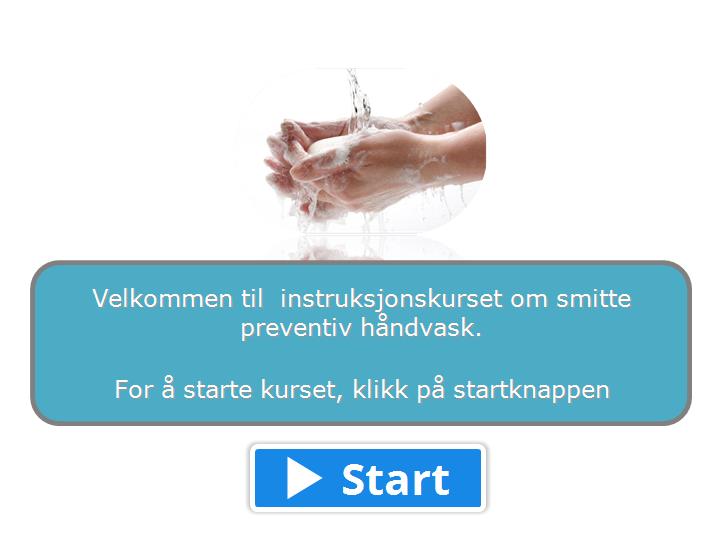 Velkommen til  instruksjonskurset om smitte
preventiv håndvask.
For å starte kurset, klikk på startknappen
Start